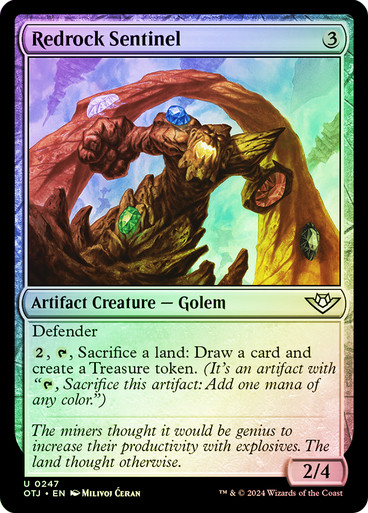 Redrock Sentinel 3
Artifact Creature — Golem
Defender
2, , Sacrifice a land: Draw a card and
create a Treasure token. (It's an artifact with
“, Sacrifice this artifact: Add one mana of
any color.”)
The miners thought it would be genius to
increase their productivity with explosives. The
land thought otherwise.
2/4
U 0247
OTJ • EN Milivoj Ćeran
™ & © 2024 Wizards of the Coast